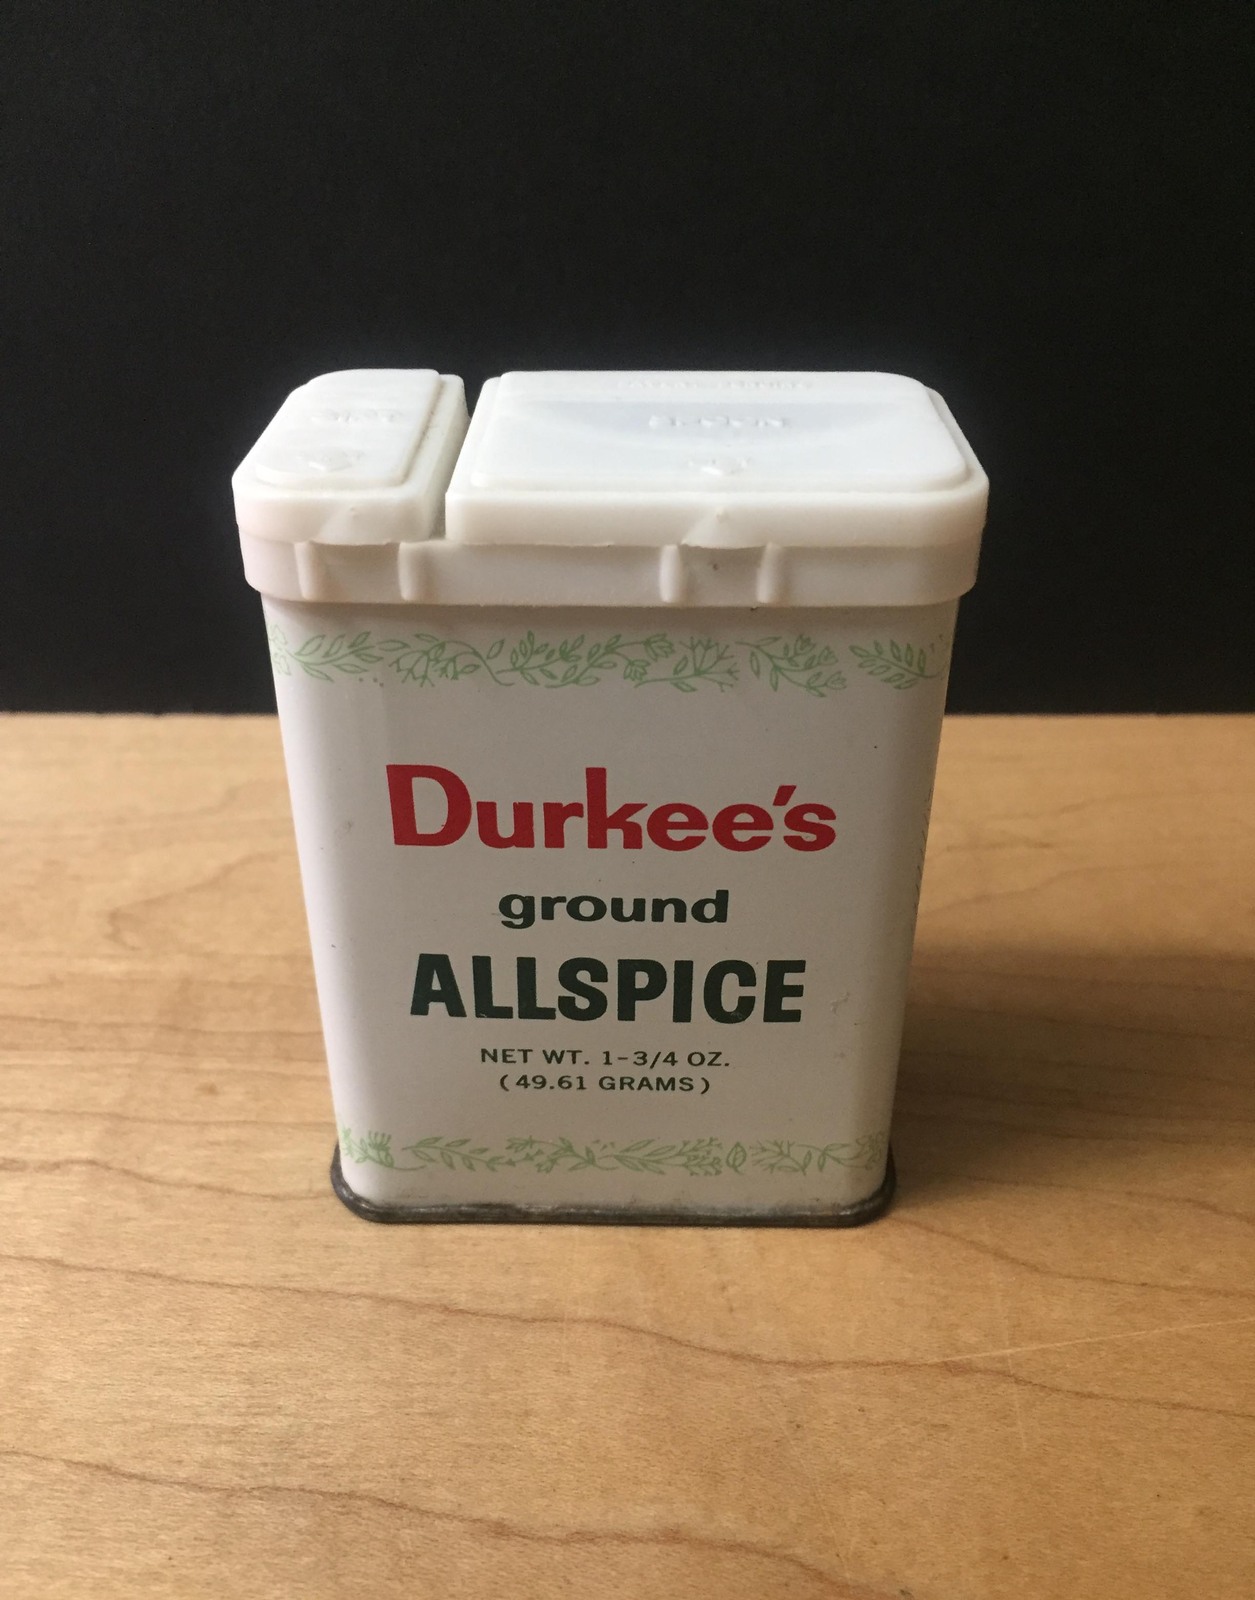 Durkee's
ground
ALLSPICE
NET WT. 1-3/4 OZ.
(49.61 GRAMS)